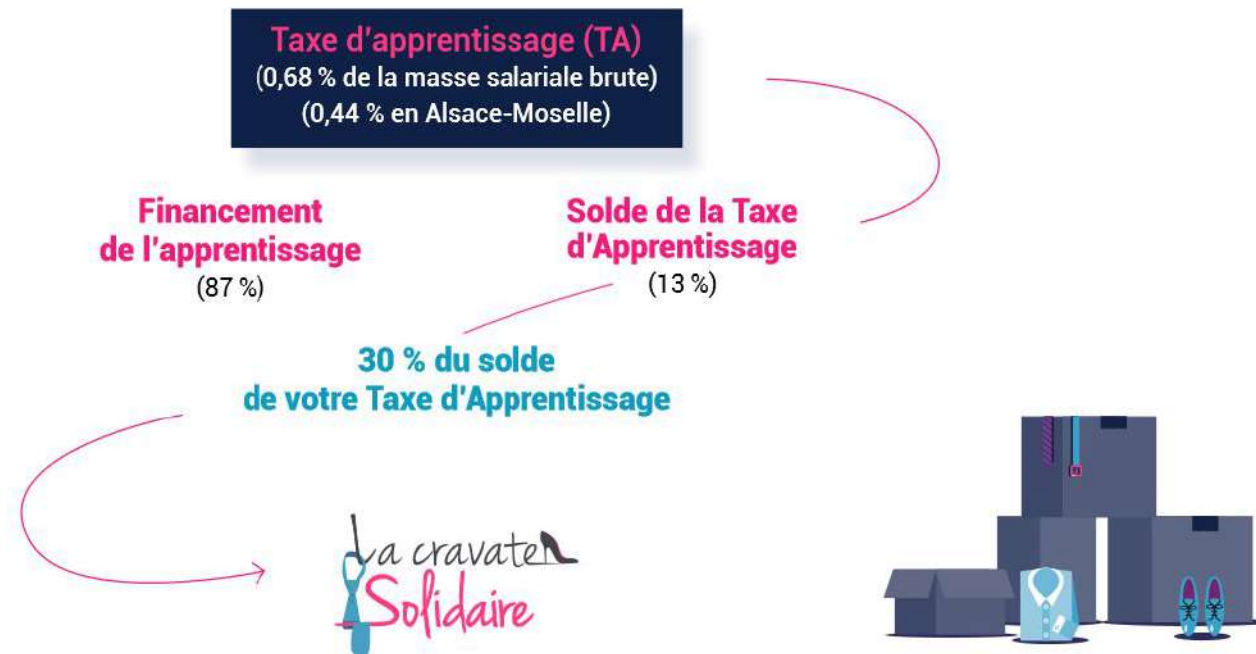 Taxe d'apprentissage (TA)
(0,68 % de la masse salariale brute)
(0,44 % en Alsace-Moselle)
Financement
de l'apprentissage
(87 %)
Solde de la Taxe
d'Apprentissage
(13 %)
30 % du solde
de votre Taxe d'Apprentissage
La cravate
Solidaire